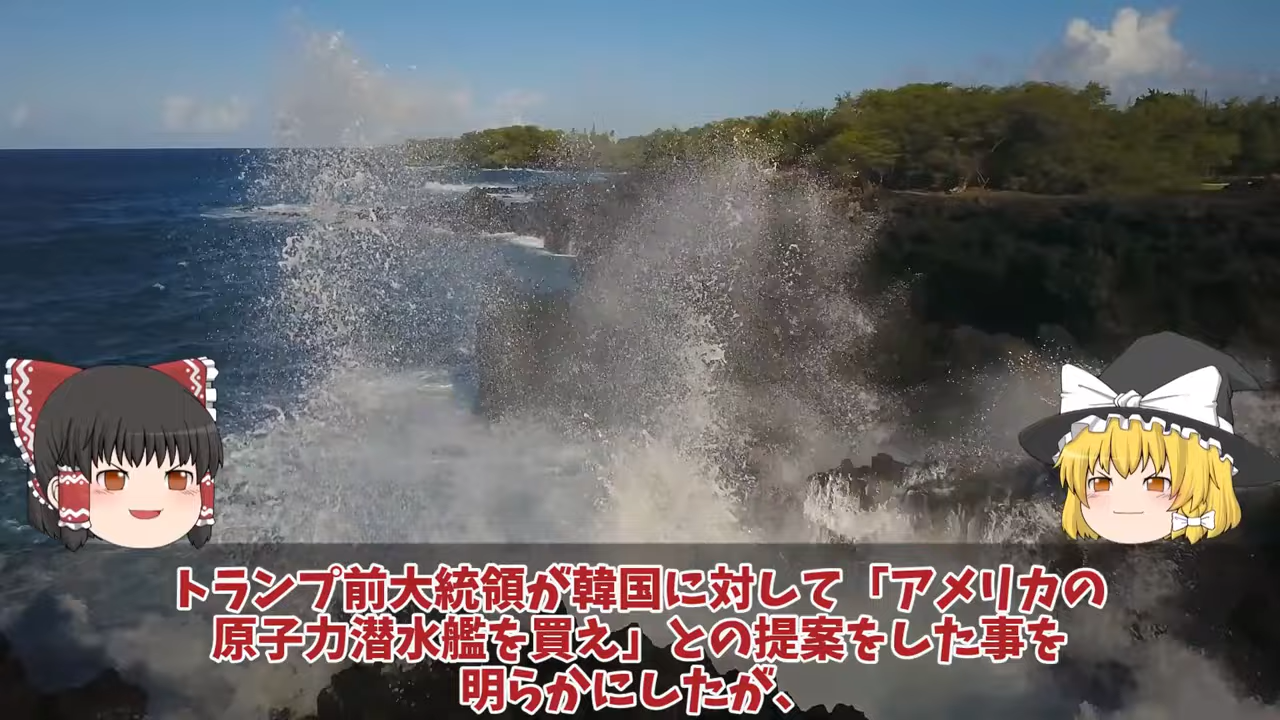 トランプ前大統領が韓国に対して「アメリカの
原子力潜水艦を買え」との提案をした事を
明らかにしたが、